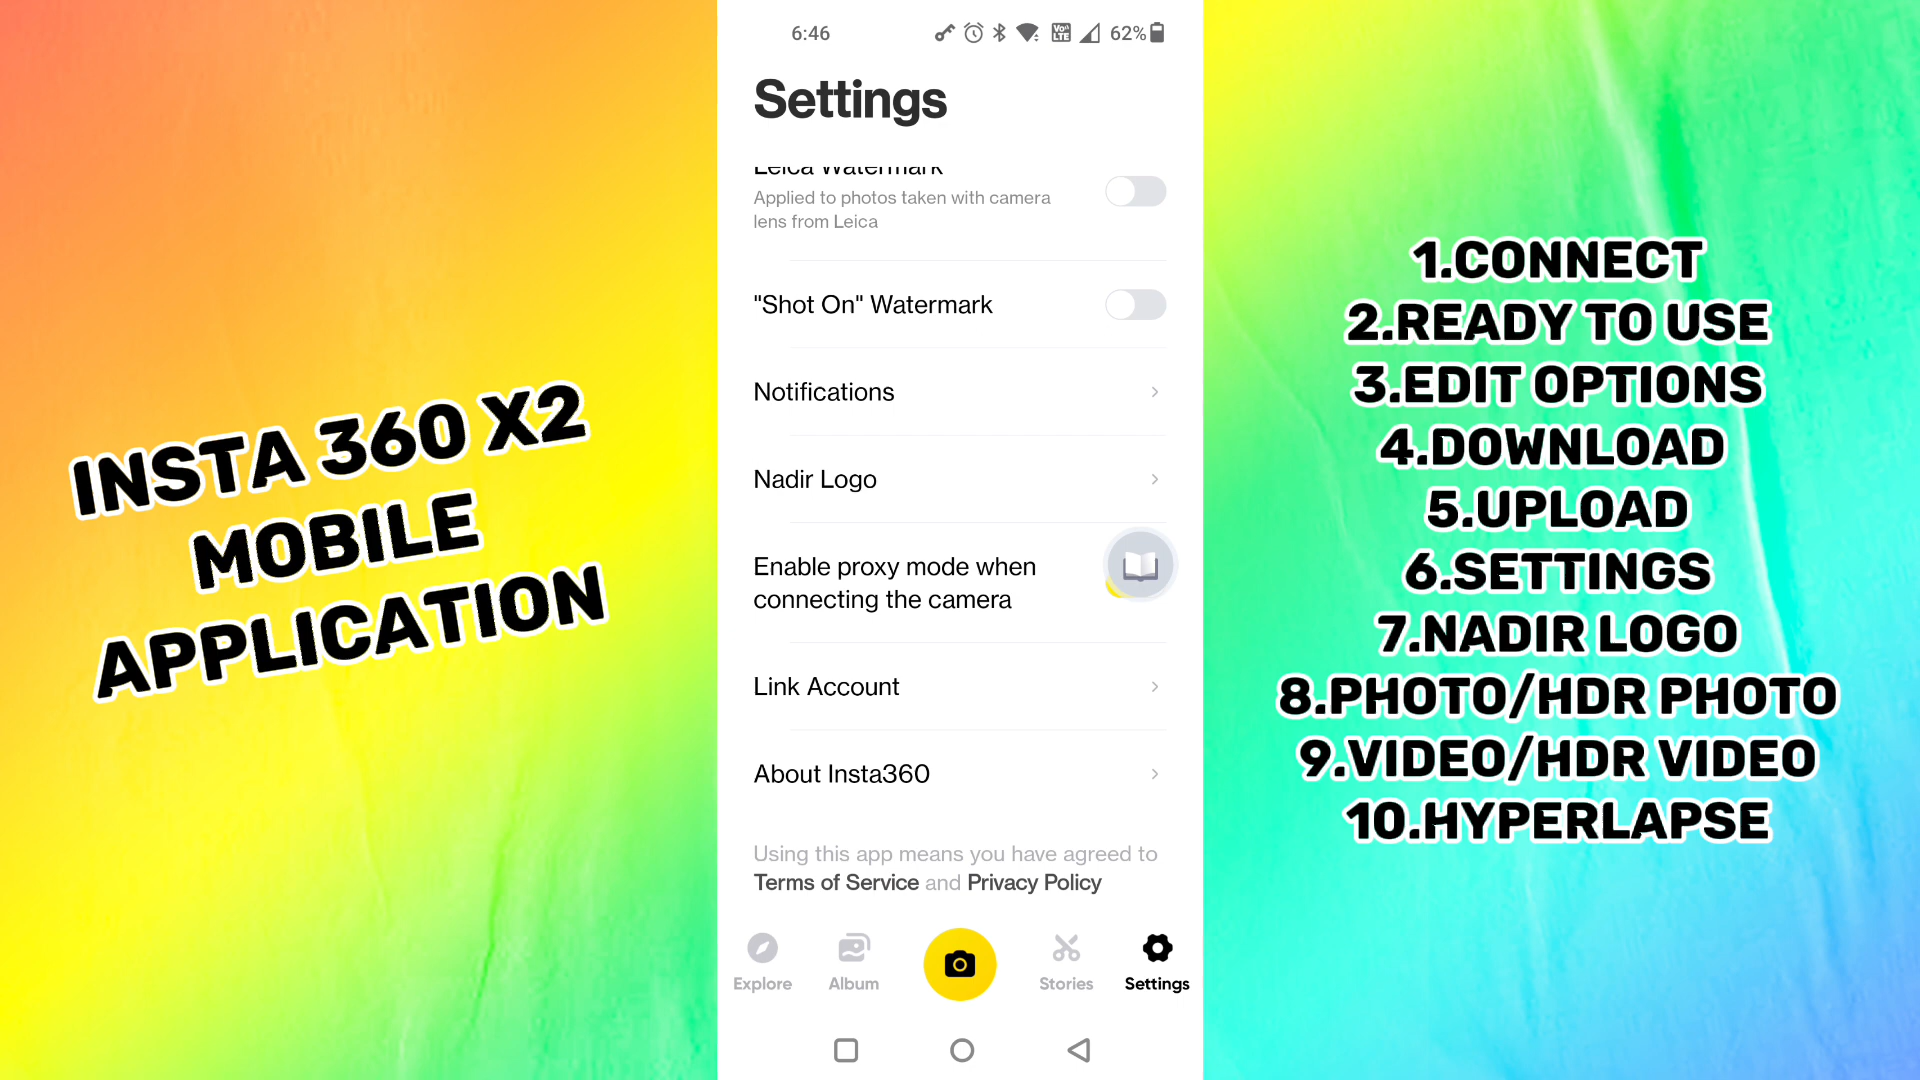 INSTA 360 X2
MOBILE
APPLICATION
6:46
Vo
LTE
62%
Settings
Leica Watermark
Applied to photos taken with camera
lens from Leica
"Shot On" Watermark
Notifications
Nadir Logo
Enable proxy mode when
connecting the camera
Link Account
About Insta360
Using this app means you have agreed to
Terms of Service and Privacy Policy
Explore
Album
Stories
Settings
1.CONNECT
2.READY TO USE
3.EDIT OPTIONS
4.DOWNLOAD
5.UPLOAD
6.SETTINGS
7.NADIR LOGO
8.PHOTO/HDR PHOTO
9.VIDEO/HDR VIDEO
10.HYPERLAPSE